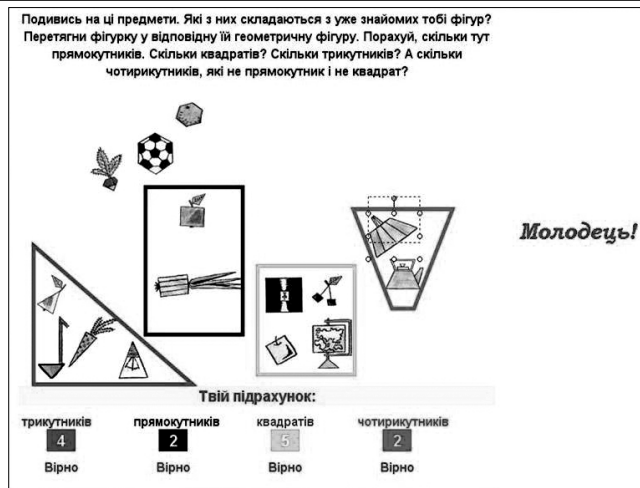 Подивись на ці предмети. Які з них складаються з уже знайомих тобі фігур?
Перетягни фігурку у відповідну їй геометричну фігуру. Порахуй, скільки тут
прямокутників. Скільки квадратів? Скільки трикутників? А скільки
чотирикутників, які не прямокутник і не квадрат?
Молодець!
Твій підрахунок:
трикутників прямокутників квадратів чотирикутників
4 2 5 2
Вірно Вірно Вірно Вірно